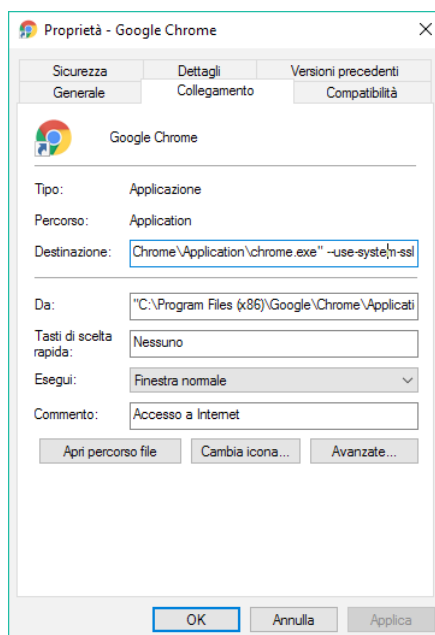 Proprietà - Google Chrome
Sicurezza Dettagli Versioni precedenti
Generale Collegamento Compatibilità
Google Chrome
Tipo: Applicazione
Percorso: Application
Destinazione: Chrome\Application\chrome.exe" --use-system-ssl
Da: "C:\Program Files (x86)\Google\Chrome\Applicati
Tasti di scelta
rapida: Nessuno
Esegui: Finestra normale
Commento: Accesso a Internet
Apri percorso file Cambia icona... Avanzate...
OK Annulla Applica